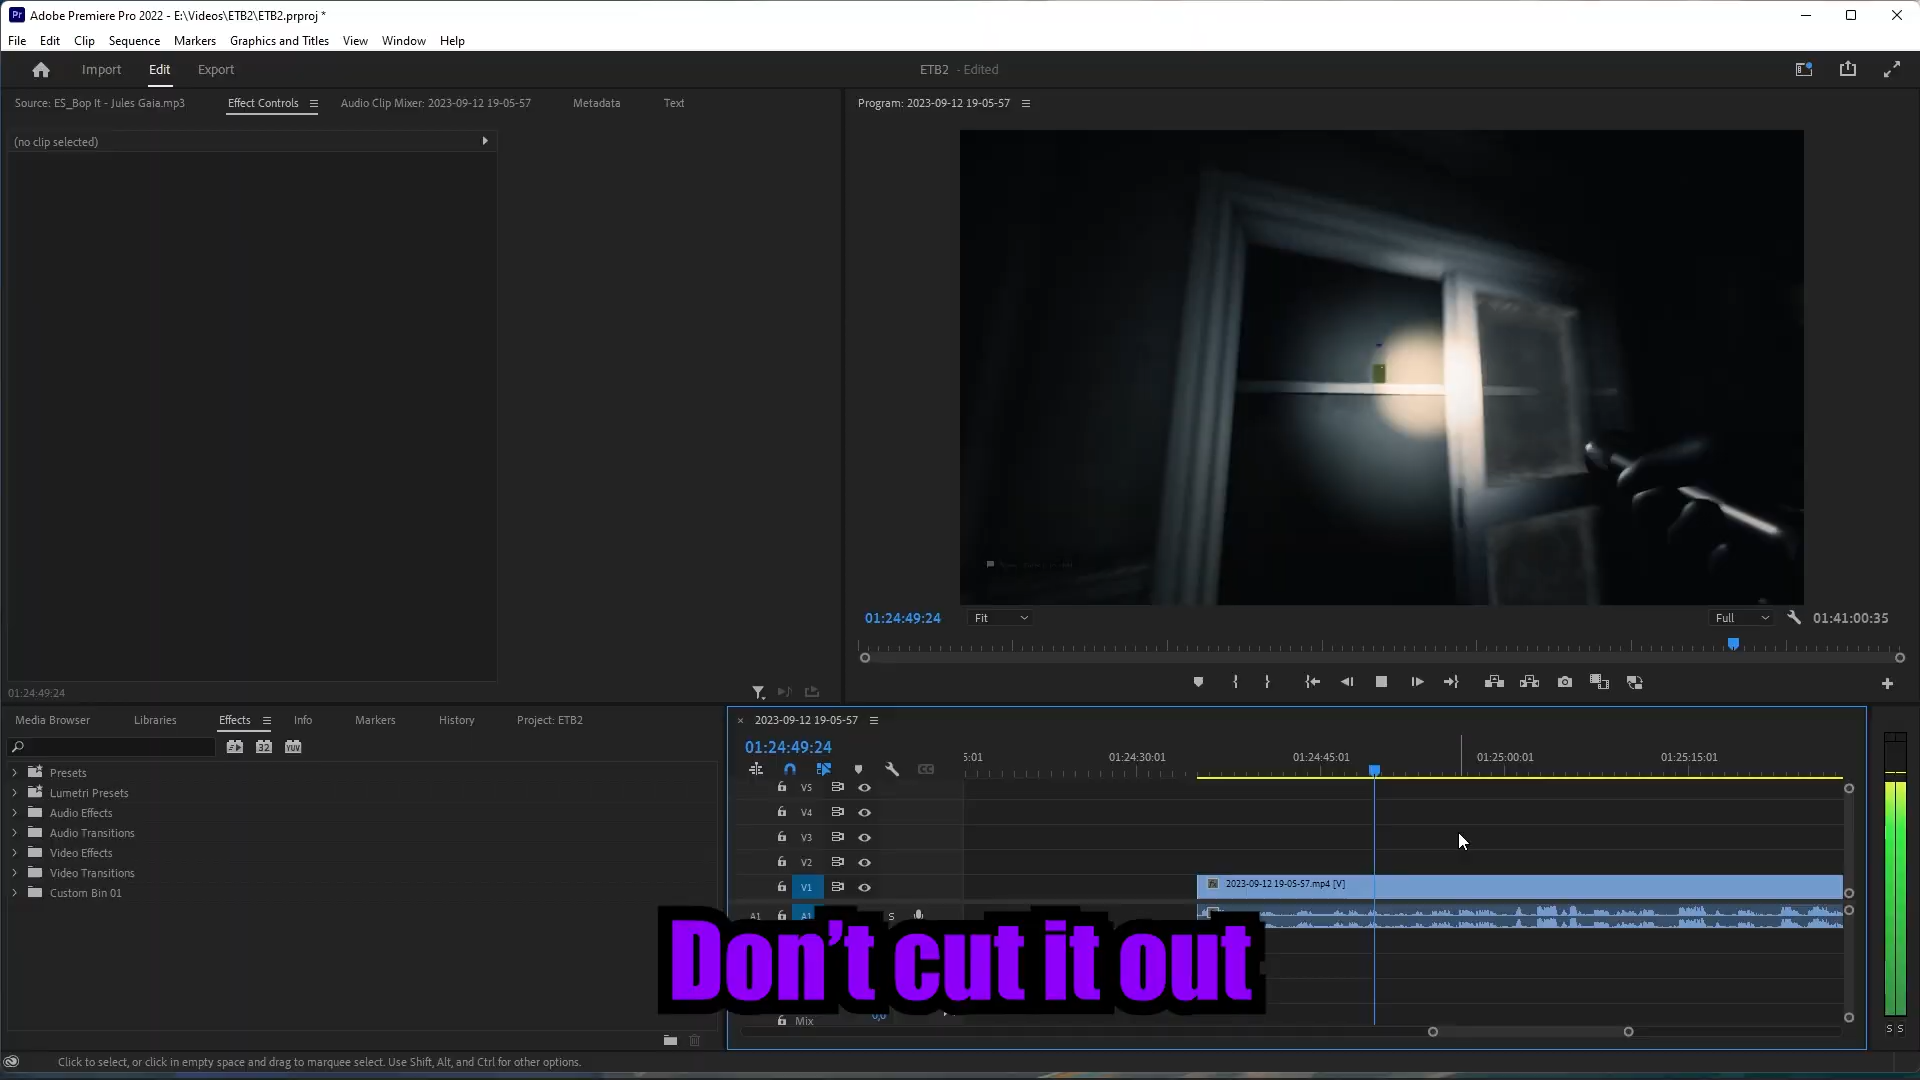 Adobe Premiere Pro 2022 - E:\Videos\ETB2\ETB2.prproj *
File Edit Clip Sequence Markers Graphics and Titles View Window Help
Import Edit Export ETB2 - Edited
Source: ES_Bop It - Jules Gaia.mp3 Effect Controls Audio Clip Mixer: 2023-09-12 19-05-57 Metadata Text
Program: 2023-09-12 19-05-57
(no clip selected)
01:24:49:24 Fit Full 01:41:00:35
01:24:49:24
Media Browser Libraries Effects Info Markers History Project: ETB2
2023-09-12 19-05-57
01:24:49:24
5:01 01:24:30:01 01:24:45:01 01:25:00:01 01:25:15:01
32 YUV
Presets
Lumetri Presets
Audio Effects
Audio Transitions
Video Effects
Video Transitions
Custom Bin 01
V5
V4
V3
V2
V1 2023-09-12 19-05-57.mp4 [V]
A1 A1 S
Don't cut it out
Mix 0,0
S S
Click to select, or click in empty space and drag to marquee select. Use Shift, Alt, and Ctrl for other options.